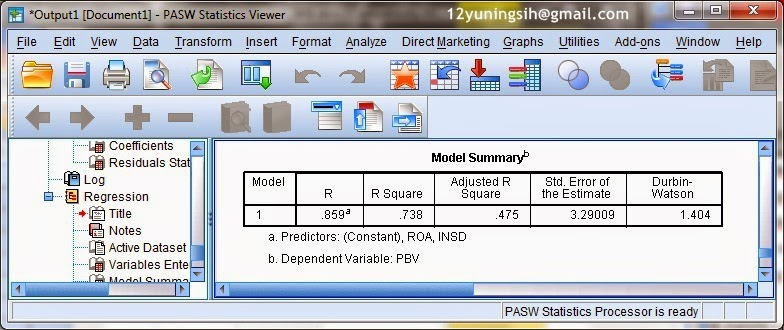 *Output1 [Document1] - PASW Statistics Viewer
12yuningsih@gmail.com
File Edit View Data Transform Insert Format Analyze Direct Marketing Graphs Utilities Add-ons Window Help
Coefficients
Residuals Stat
Log
Regression
Title
Notes
Active Dataset
Variables Ente
Model Summa
Model Summaryb
Model R R Square Adjusted R Square Std. Error of the Estimate Durbin-Watson
1 .859a .738 .475 3.29009 1.404
a. Predictors: (Constant), ROA, INSD
b. Dependent Variable: PBV
PASW Statistics Processor is ready